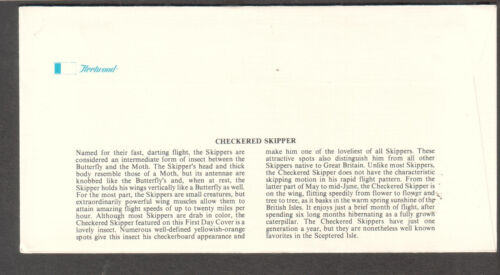 Fleetwood
CHECKERED SKIPPER
Named for their fast, darting flight, the Skippers are
considered an intermediate form of insect between the
Butterfly and the Moth. The Skipper's head and thick
body resemble those of a Moth, but its antennae are
knobbed like the Butterfly's and, when at rest, the
Skipper holds his wings vertically like a Butterfly as well.
For the most part, the Skippers are small creatures, but
extraordinarily powerful wing muscles allow them to
attain amazing flight speeds of up to twenty miles per
hour. Although most Skippers are drab in color, the
Checkered Skipper featured on this First Day Cover is a
lovely insect. Numerous well-defined yellowish-orange
spots give this insect his checkerboard appearance and
make him one of the loveliest of all Skippers. These
attractive spots also distinguish him from all other
Skippers native to Great Britain. Unlike most Skippers,
the Checkered Skipper does not have the characteristic
skipping motion in his rapid flight pattern. From the
latter part of May to mid-June, the Checkered Skipper is
on the wing, flitting speedily from flower to flower and
tree to tree, as it basks in the warm spring sunshine of the
British Isles. It enjoys just a brief month of flight, after
spending six long months hibernating as a fully grown
caterpillar. The Checkered Skippers have just one
generation a year, but they are nonetheless well known
favorites in the Sceptered Isle.